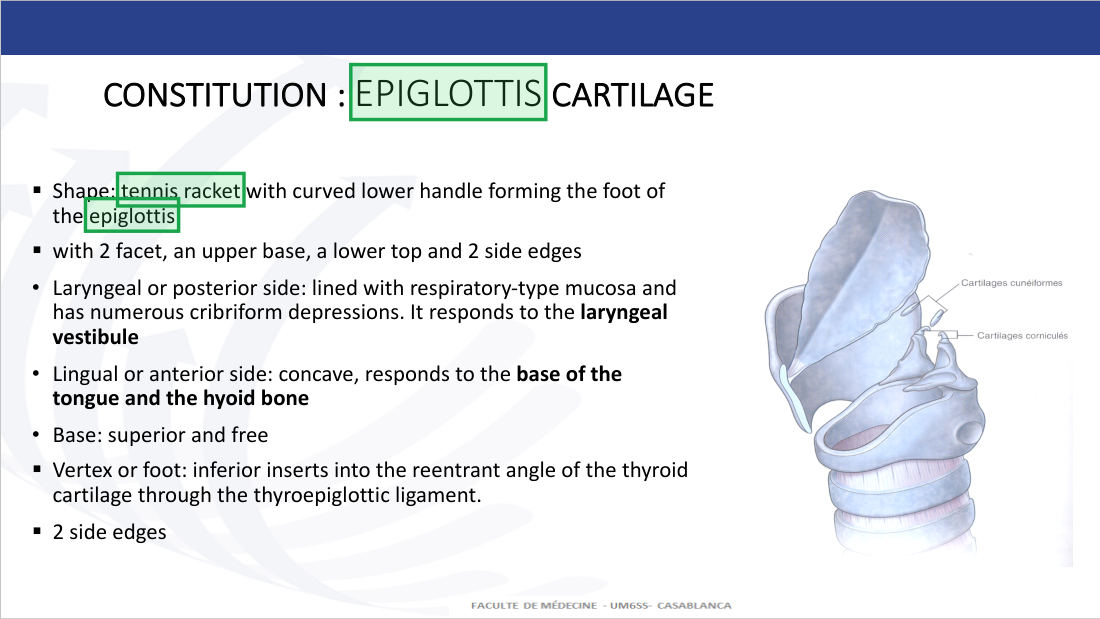 CONSTITUTION : EPIGLOTTIS CARTILAGE
▪ Shape: tennis racket with curved lower handle forming the foot of
the epiglottis
▪ with 2 facet, an upper base, a lower top and 2 side edges
• Laryngeal or posterior side: lined with respiratory-type mucosa and
has numerous cribriform depressions. It responds to the laryngeal
vestibule
• Lingual or anterior side: concave, responds to the base of the
tongue and the hyoid bone
• Base: superior and free
▪ Vertex or foot: inferior inserts into the reentrant angle of the thyroid
cartilage through the thyroepiglottic ligament.
▪ 2 side edges
Cartilages cunéiformes
Cartilages corniculés
FACULTE DE MÉDECINE - UM6SS- CASABLANCA